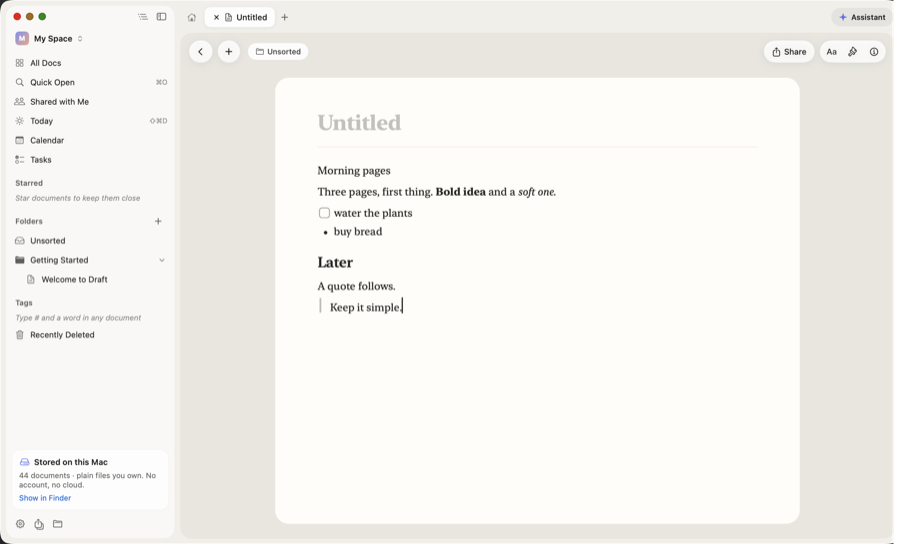 Untitled
Assistant
M My Space
Unsorted
Share
Aa
All Docs
Quick Open ⌘O
Shared with Me
Today ⇧⌘D
Calendar
Tasks
Starred
Star documents to keep them close
Folders
Unsorted
Getting Started
Welcome to Draft
Tags
Type # and a word in any document
Recently Deleted
Stored on this Mac
44 documents · plain files you own. No
account, no cloud.
Show in Finder
Untitled
Morning pages
Three pages, first thing. Bold idea and a soft one.
water the plants
• buy bread
Later
A quote follows.
Keep it simple.